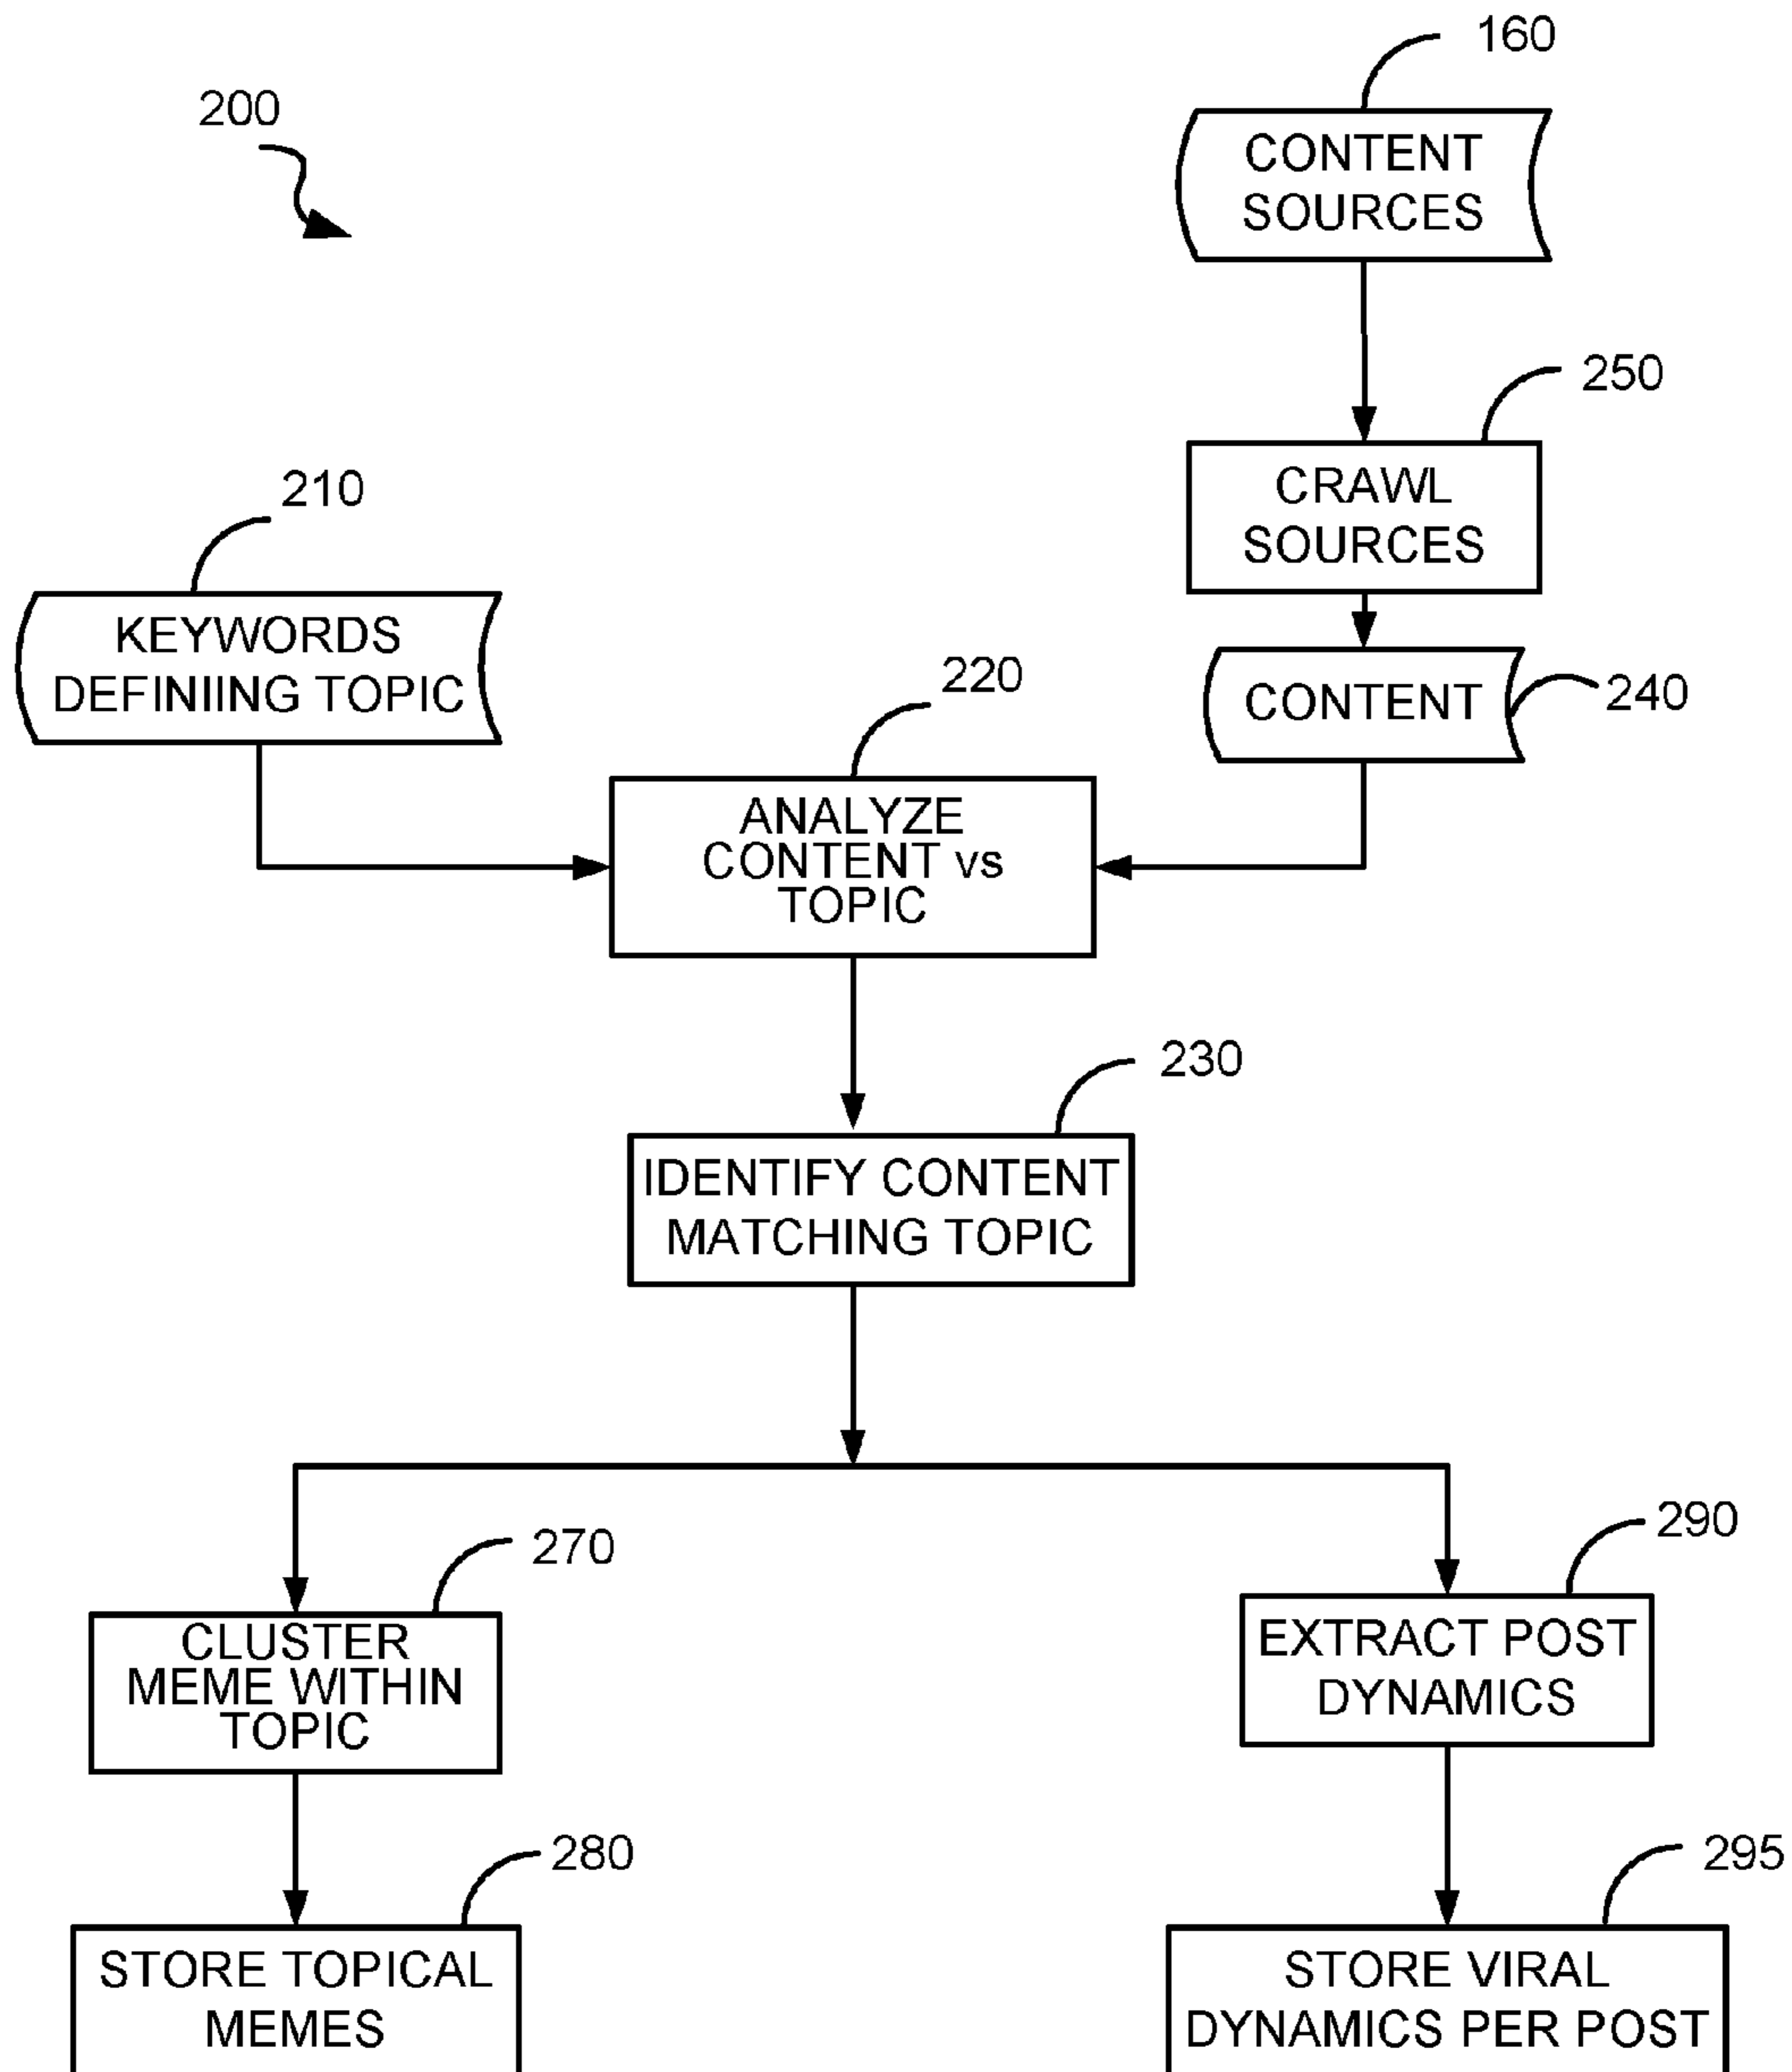 160
200
CONTENT
SOURCES
250
CRAWL
SOURCES
210
KEYWORDS
DEFINIING TOPIC
220
240
CONTENT
ANALYZE
CONTENT vs
TOPIC
230
IDENTIFY CONTENT
MATCHING TOPIC
270
290
CLUSTER
MEME WITHIN
TOPIC
EXTRACT POST
DYNAMICS
280
295
STORE TOPICAL
MEMES
STORE VIRAL
DYNAMICS PER POST